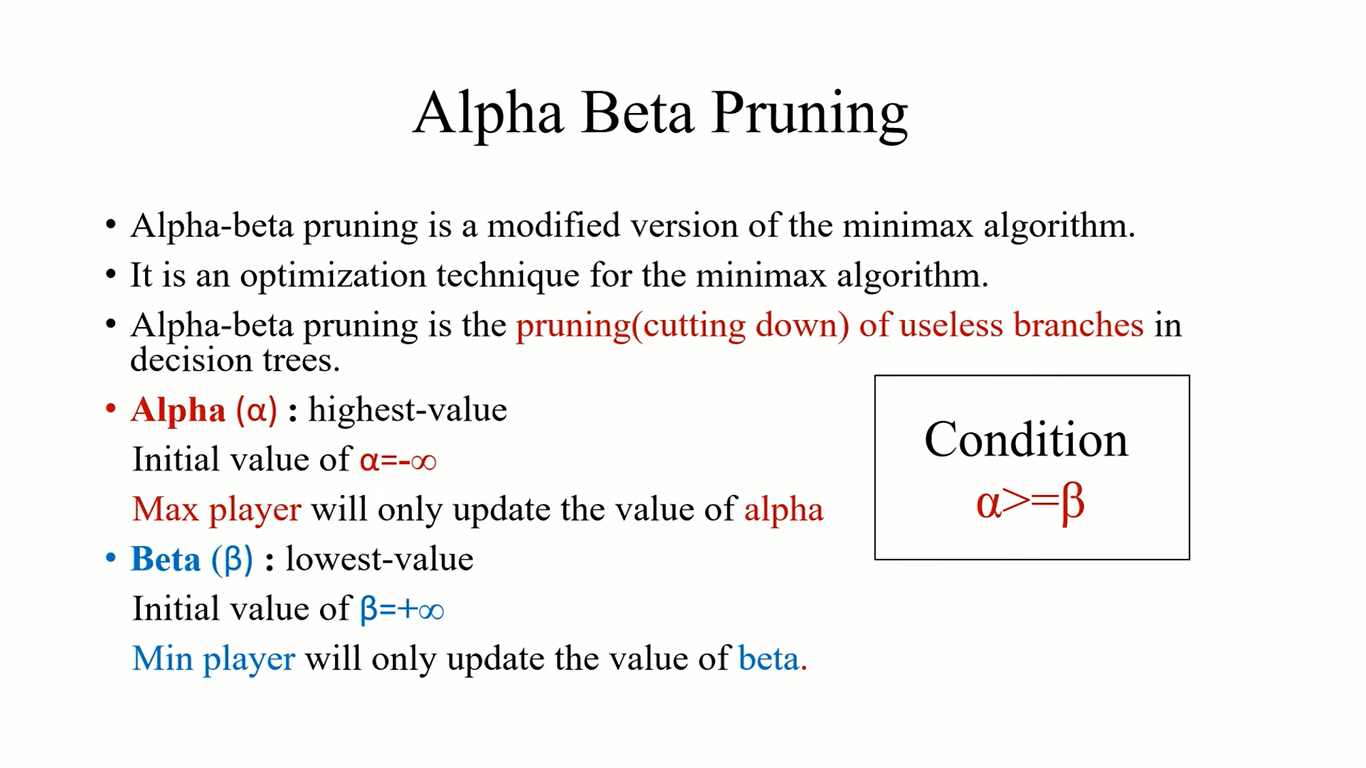 Alpha Beta Pruning
• Alpha-beta pruning is a modified version of the minimax algorithm.
• It is an optimization technique for the minimax algorithm.
• Alpha-beta pruning is the pruning(cutting down) of useless branches in
decision trees.
• Alpha (α) : highest-value
Initial value of α=-∞
Max player will only update the value of alpha
• Beta (β) : lowest-value
Initial value of β=+∞
Min player will only update the value of beta.
Condition
α>=β